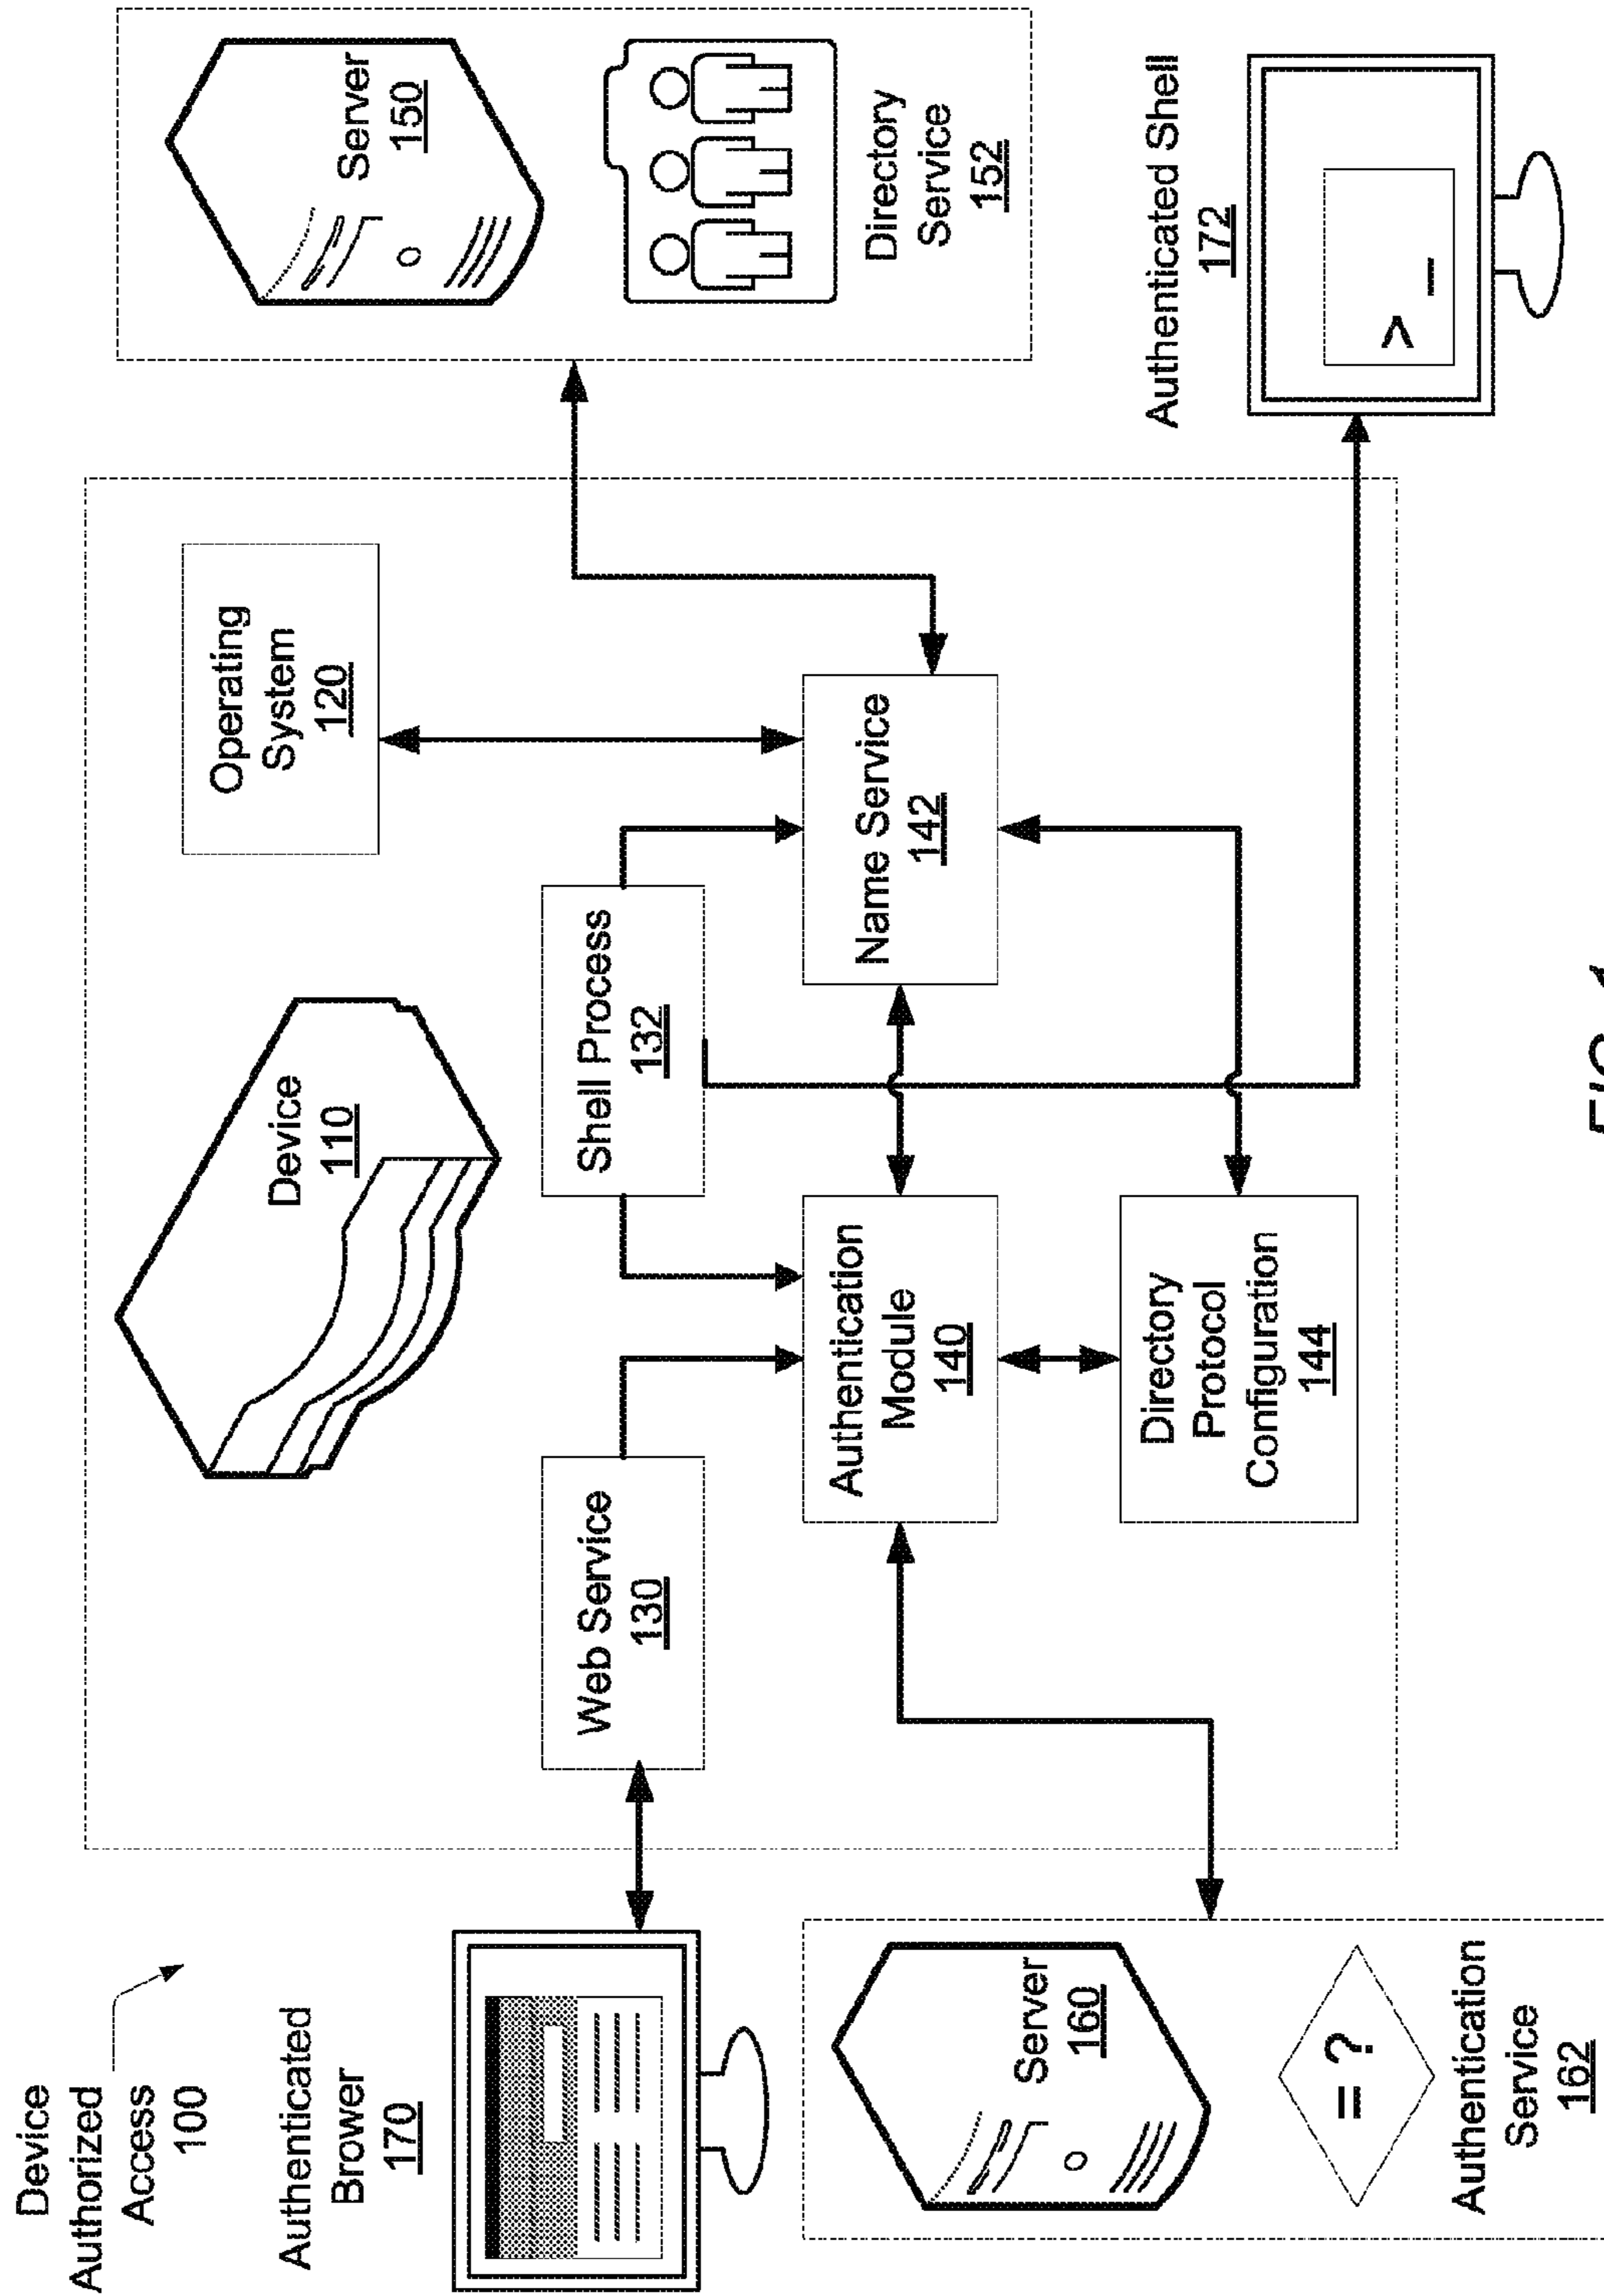 Device
Authorized
Access
100
Authenticated
Brower
170
Server
160
= ?
Authentication
Service
162
Device
110
Operating
System
120
Web Service
130
Shell Process
132
Authentication
Module
140
Name Service
142
Directory
Protocol
Configuration
144
Server
150
Directory
Service
152
Authenticated Shell
172
> _